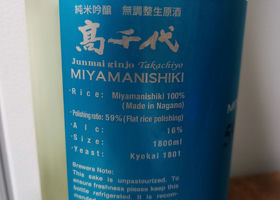 純米吟醸 無調整生原酒
高千代
Junmai ginjo Takachiyo
MIYAMANISHIKI
Rice: Miyamanishiki 100%
(Made in Nagano)
Polishing rate: 59% (Flat rice polishing)
Alc: 16%
Size: 1800ml
Yeast: Kyokai 1801
Brewers Note:
This sake is unpasteurized. To
ensure freshness please keep this
bottle refrigerated. It is recom-